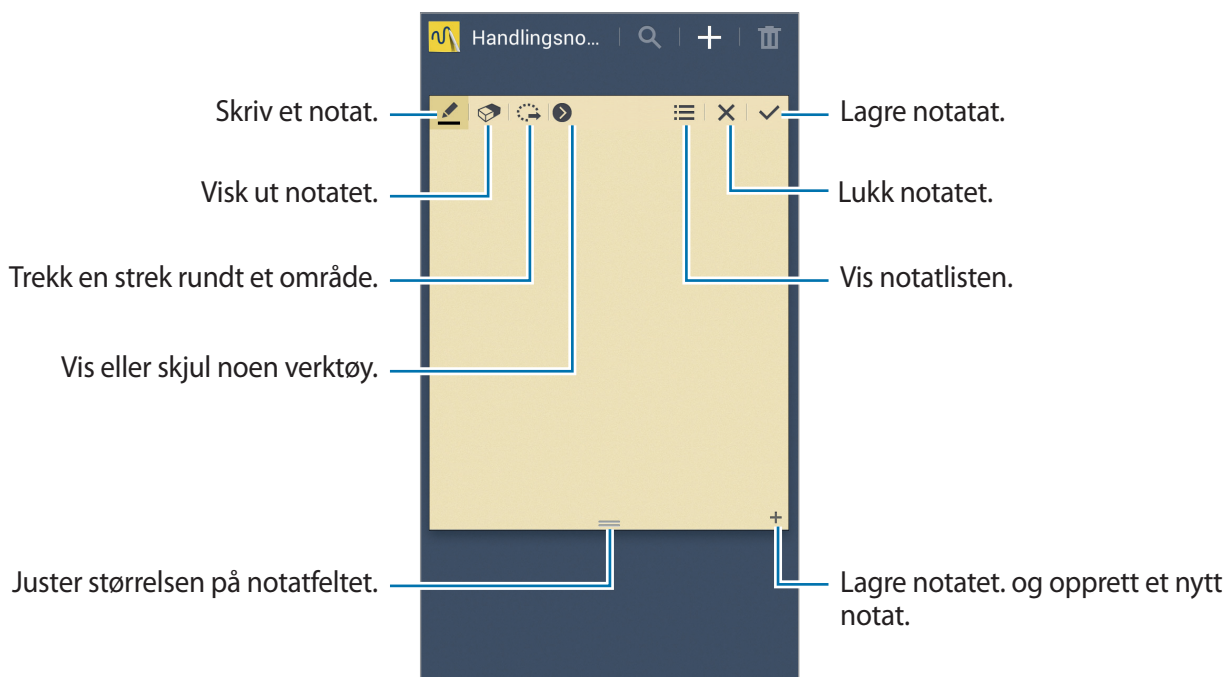 Handlingsno...
Skriv et notat.
Lagre notatat.
Visk ut notatet.
Lukk notatet.
Trekk en strek rundt et område.
Vis notatlisten.
Vis eller skjul noen verktøy.
Juster størrelsen på notatfeltet.
Lagre notatet. og opprett et nytt
notat.